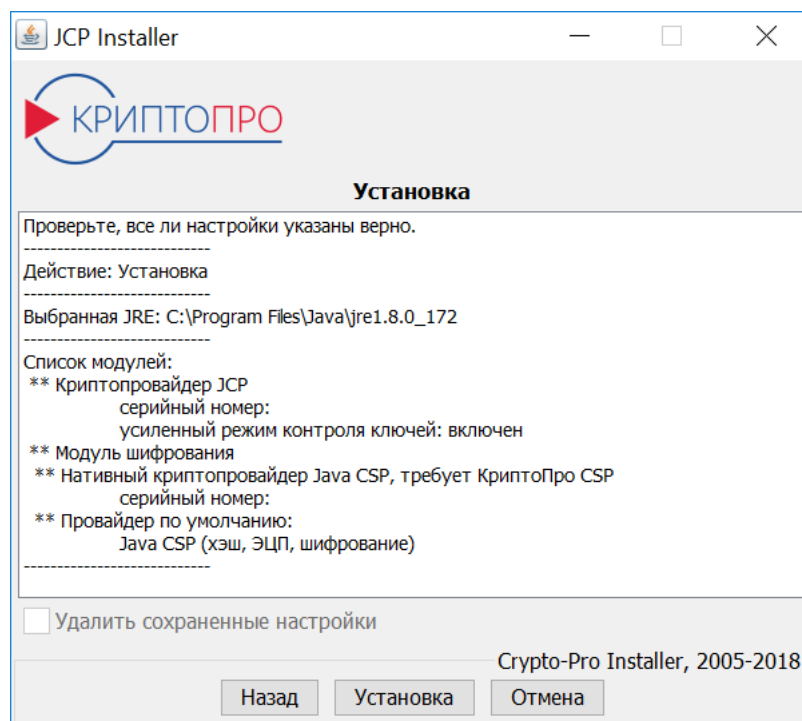 JCP Installer
КРИПТОПРО
Установка
Проверьте, все ли настройки указаны верно.
----------------------------
Действие: Установка
----------------------------
Выбранная JRE: C:\Program Files\Java\jre1.8.0_172
----------------------------
Список модулей:
** Криптопровайдер JCP
серийный номер:
усиленный режим контроля ключей: включен
** Модуль шифрования
** Нативный криптопровайдер Java CSP, требует КриптоПро CSP
серийный номер:
** Провайдер по умолчанию:
Java CSP (хэш, ЭЦП, шифрование)
----------------------------
Удалить сохраненные настройки
Crypto-Pro Installer, 2005-2018
Назад Установка Отмена